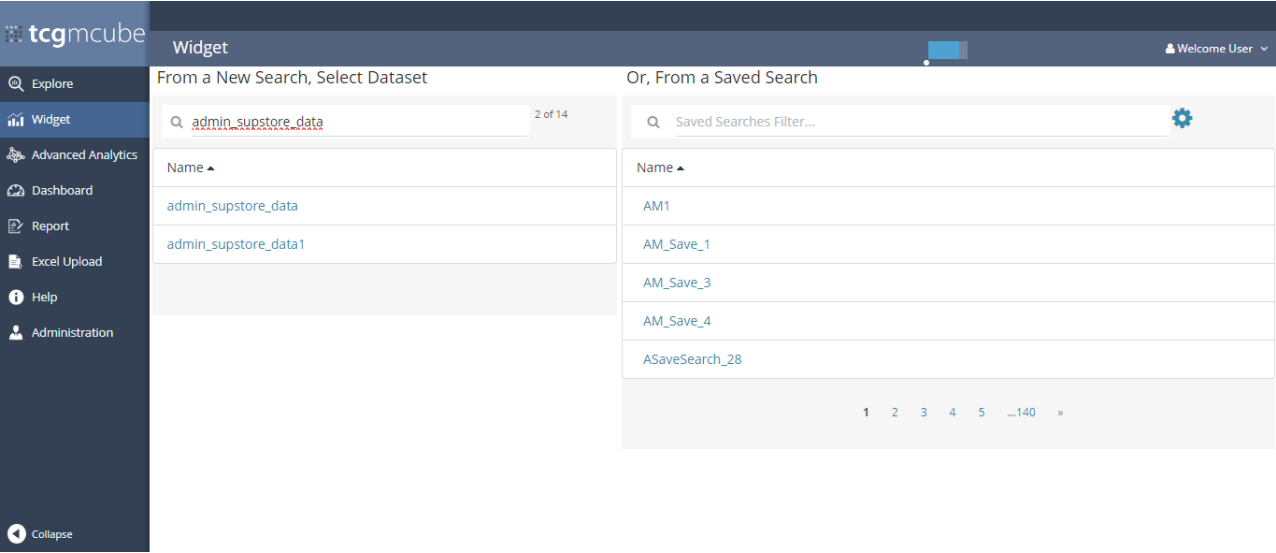 tcgmcube
Widget
Welcome User
Explore
Widget
Advanced Analytics
Dashboard
Report
Excel Upload
Help
Administration
Collapse
From a New Search, Select Dataset
admin_supstore_data
2 of 14
Name
admin_supstore_data
admin_supstore_data1
Or, From a Saved Search
Saved Searches Filter...
Name
AM1
AM_Save_1
AM_Save_3
AM_Save_4
ASaveSearch_28
1 2 3 4 5 ...140 »